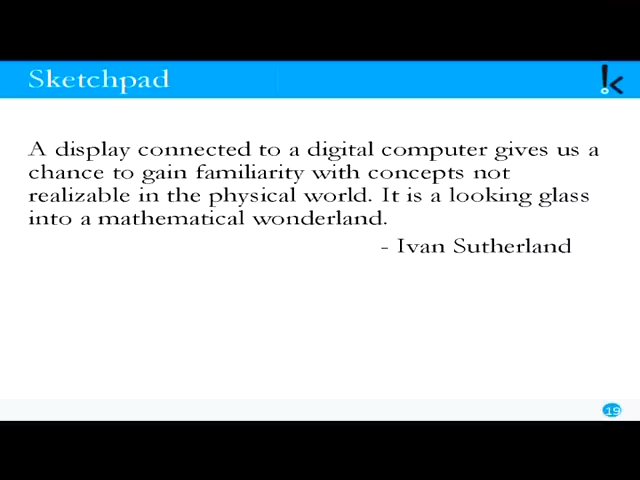 Sketchpad
A display connected to a digital computer gives us a
chance to gain familiarity with concepts not
realizable in the physical world. It is a looking glass
into a mathematical wonderland.
- Ivan Sutherland
19